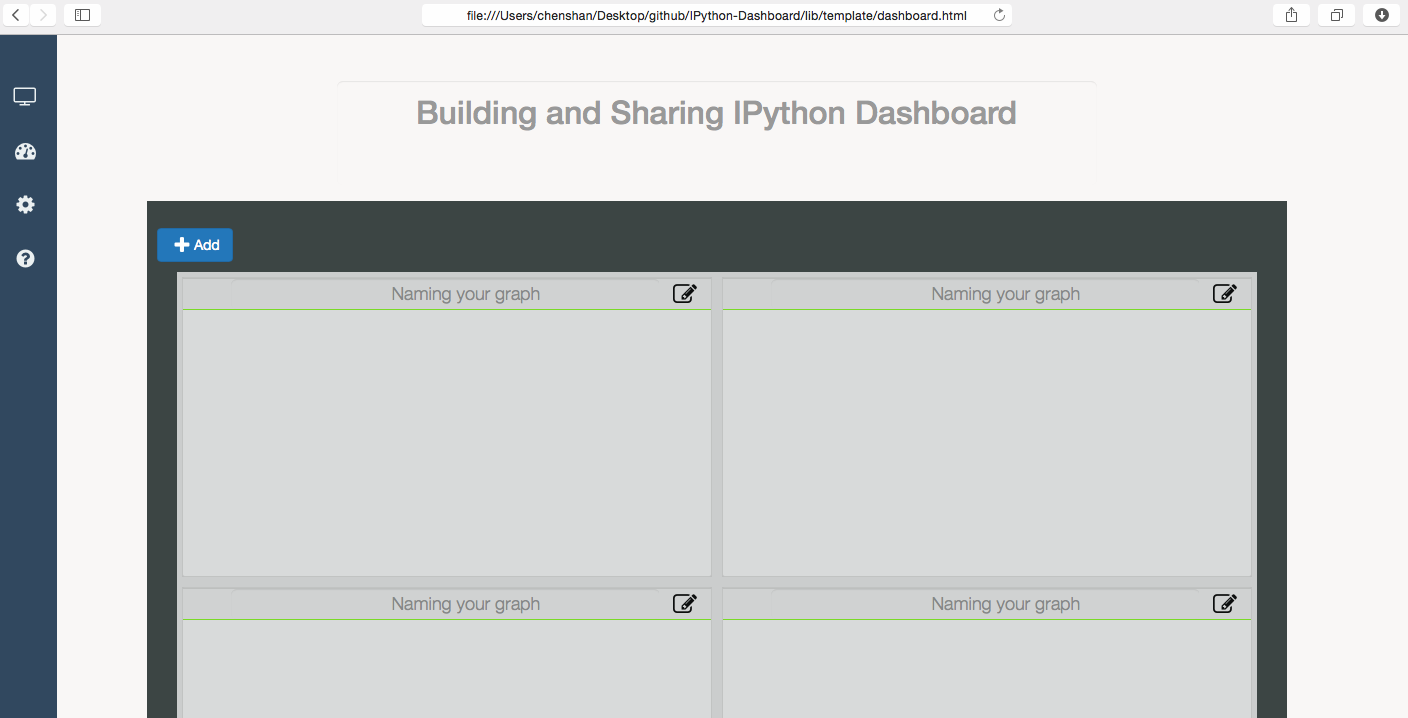 file:///Users/chenshan/Desktop/github/IPython-Dashboard/lib/template/dashboard.html
Building and Sharing IPython Dashboard
Add
Naming your graph
Naming your graph
Naming your graph
Naming your graph